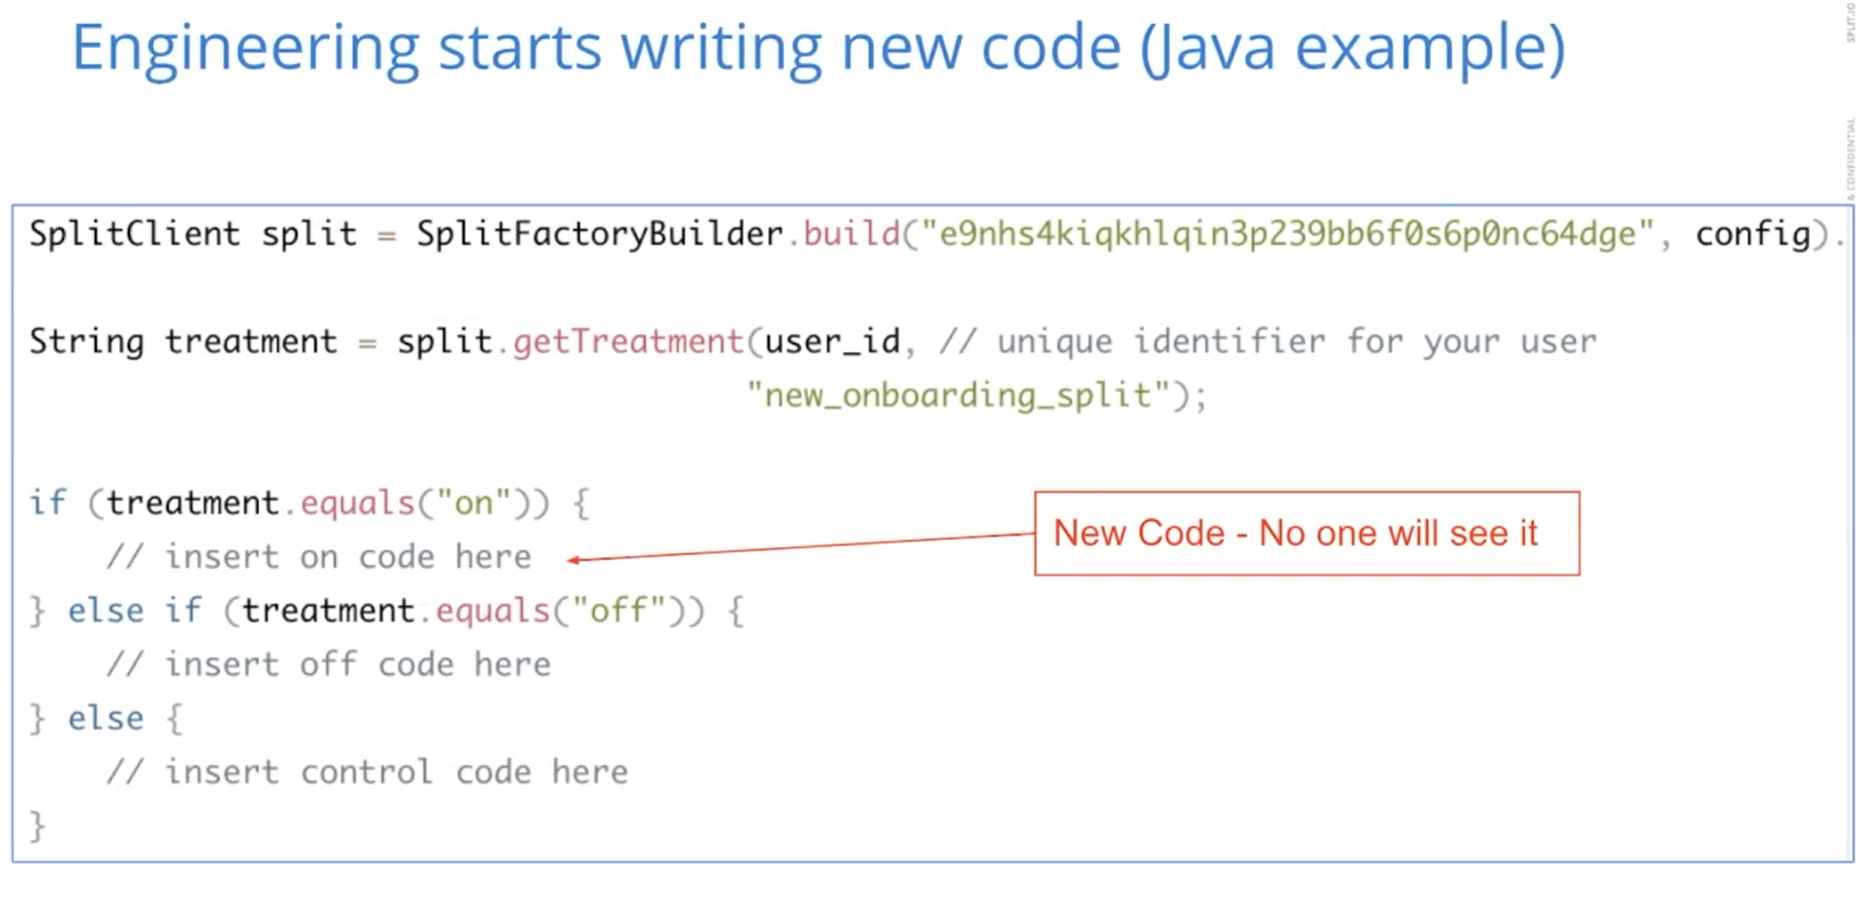 Engineering starts writing new code (Java example)
SPLIT.IO
& CONFIDENTIAL
SplitClient split = SplitFactoryBuilder.build("e9nhs4kiqkhlqin3p239bb6f0s6p0nc64dge", config).
String treatment = split.getTreatment(user_id, // unique identifier for your user
"new_onboarding_split");
if (treatment.equals("on")) {
// insert on code here
New Code - No one will see it
} else if (treatment.equals("off")) {
// insert off code here
} else {
// insert control code here
}